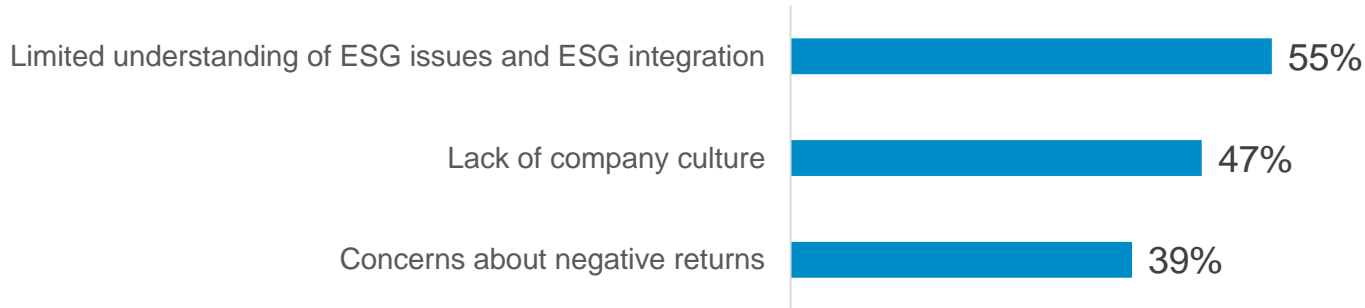 Limited understanding of ESG issues and ESG integration 55%
Lack of company culture 47%
Concerns about negative returns 39%